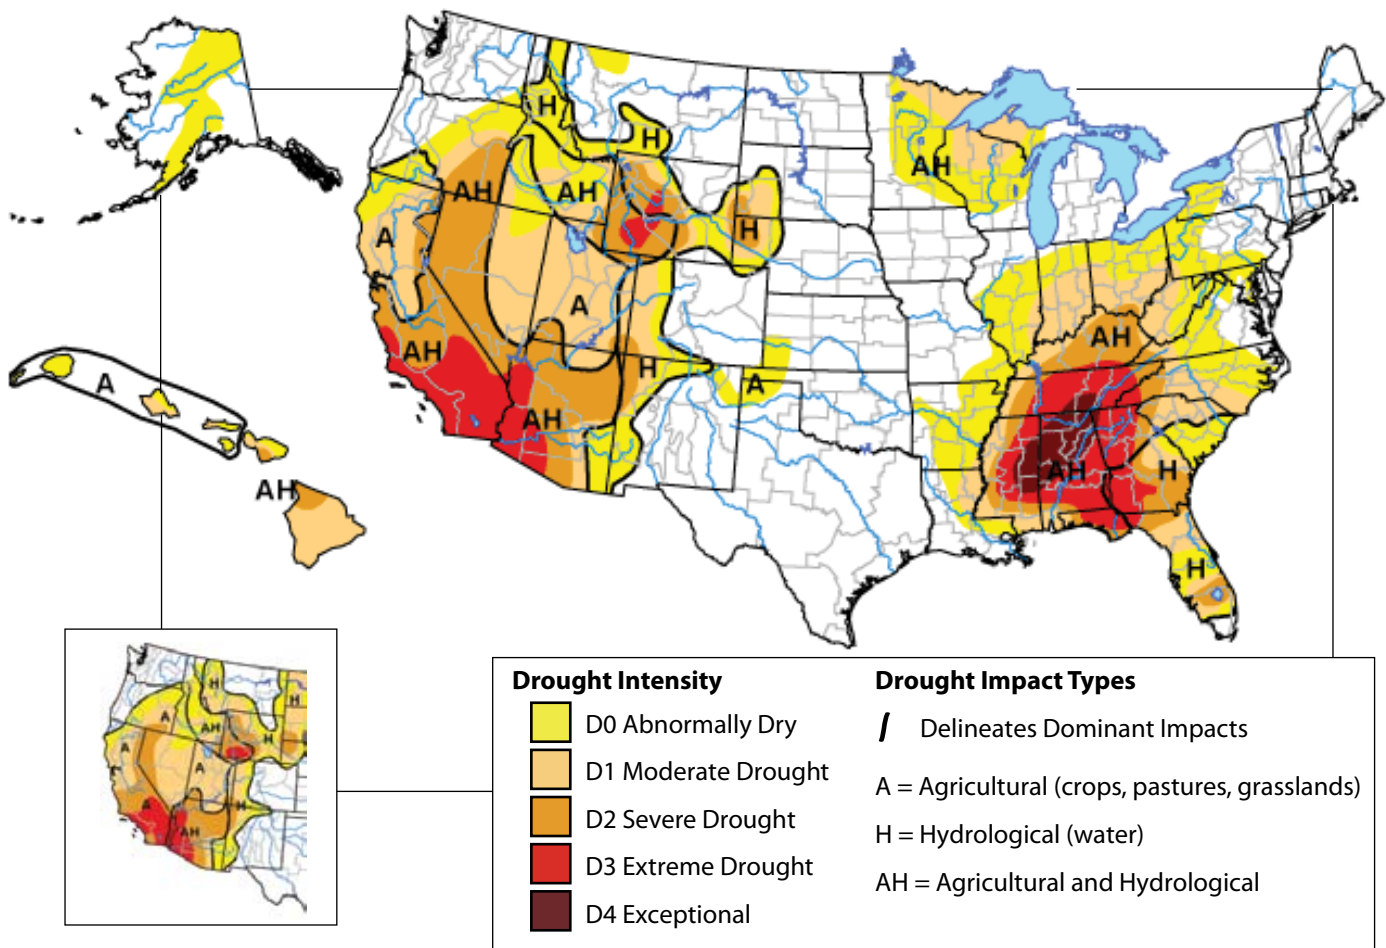 H
H
AH
AH
AH
A
H
A
AH
AH
H
A
AH
AH
H
H
A
AH
H
A
AH
H
H
A
A
A
H
AH
Drought Intensity
D0 Abnormally Dry
D1 Moderate Drought
D2 Severe Drought
D3 Extreme Drought
D4 Exceptional
Drought Impact Types
Delineates Dominant Impacts
A = Agricultural (crops, pastures, grasslands)
H = Hydrological (water)
AH = Agricultural and Hydrological